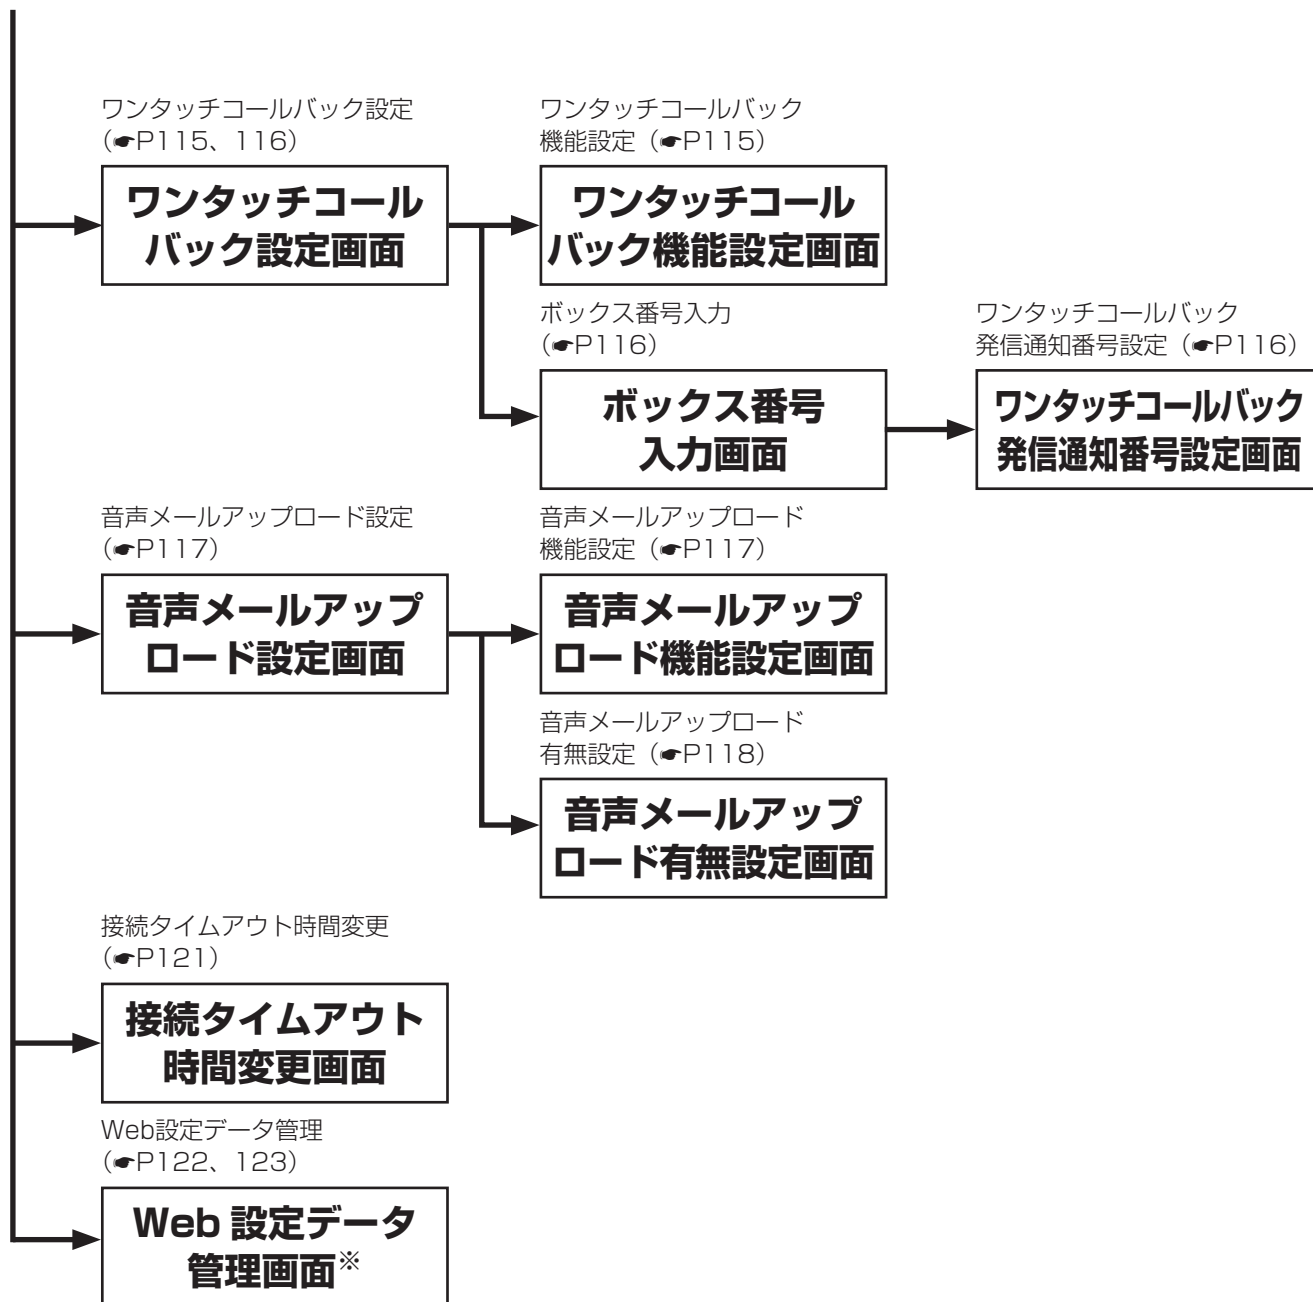 ワンタッチコールバック設定
（☛P115、116）
ワンタッチコール
バック設定画面
ワンタッチコールバック
機能設定（☛P115）
ワンタッチコール
バック機能設定画面
ボックス番号入力
（☛P116）
ボックス番号
入力画面
ワンタッチコールバック
発信通知番号設定（☛P116）
ワンタッチコールバック
発信通知番号設定画面
音声メールアップロード設定
（☛P117）
音声メールアップ
ロード設定画面
音声メールアップロード
機能設定（☛P117）
音声メールアップ
ロード機能設定画面
音声メールアップロード
有無設定（☛P118）
音声メールアップ
ロード有無設定画面
接続タイムアウト時間変更
（☛P121）
接続タイムアウト
時間変更画面
Web設定データ管理
（☛P122、123）
Web 設定データ
管理画面※